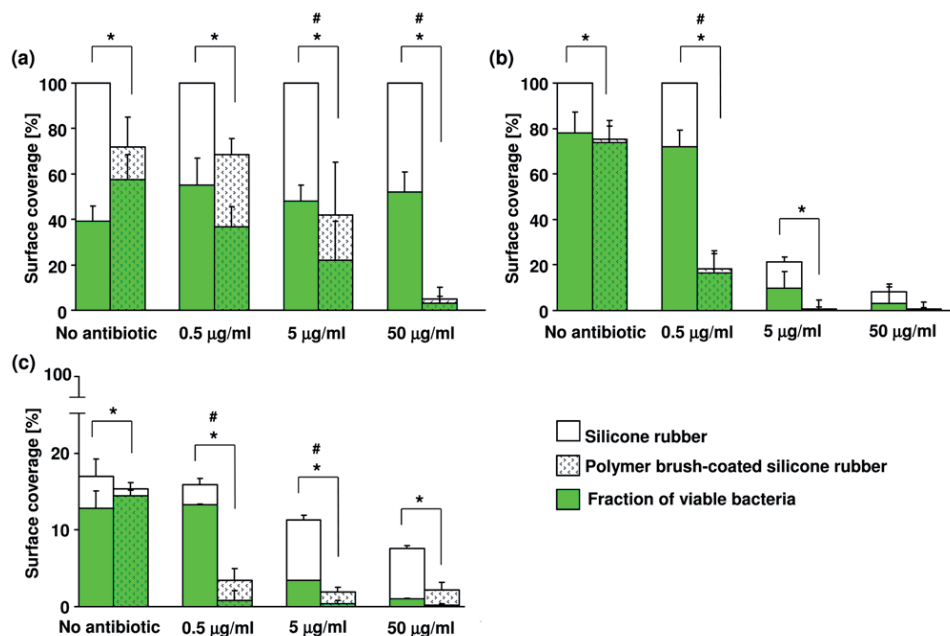 (a)
Surface coverage [%]
100
80
60
40
20
0
*
*
#
*
#
*
No antibiotic
0.5 µg/ml
5 µg/ml
50 µg/ml
(b)
Surface coverage [%]
100
80
60
40
20
0
*
#
*
*
No antibiotic
0.5 µg/ml
5 µg/ml
50 µg/ml
(c)
Surface coverage [%]
100
20
10
0
*
#
*
#
*
*
No antibiotic
0.5 µg/ml
5 µg/ml
50 µg/ml
Silicone rubber
Polymer brush-coated silicone rubber
Fraction of viable bacteria